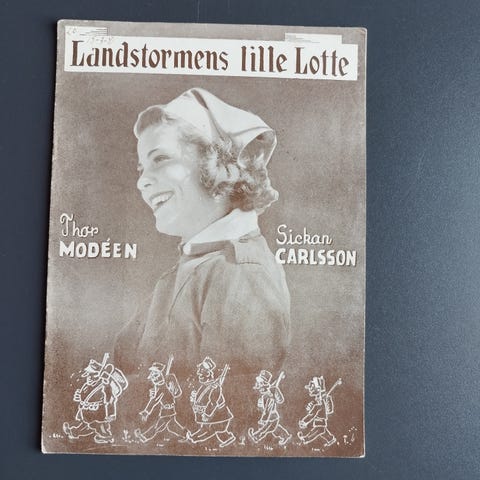 Landstormens lille Lotte
Thor
MODÉEN
Sickan
CARLSSON